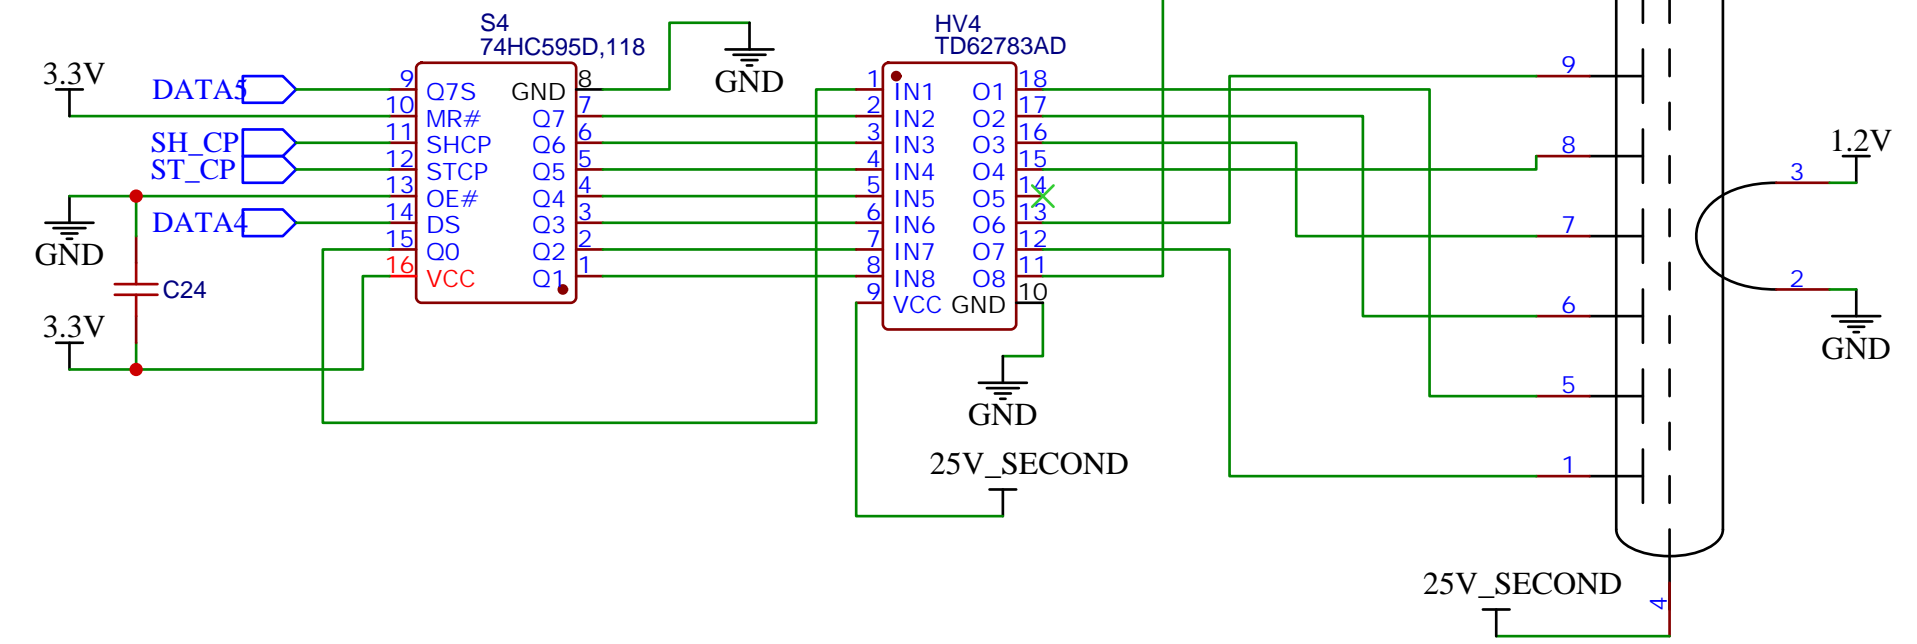 S4
74HC595D,118
HV4
TD62783AD
3.3V
GND
DATA5
SH_CP
ST_CP
GND
DATA4
C24
3.3V
9 Q7S GND 8
10 MR# Q7 7
11 SHCP Q6 6
12 STCP Q5 5
13 OE# Q4 4
14 DS Q3 3
15 Q0 Q2 2
16 VCC Q1 1
1 IN1 O1 18
2 IN2 O2 17
3 IN3 O3 16
4 IN4 O4 15
5 IN5 O5 14
6 IN6 O6 13
7 IN7 O7 12
8 IN8 O8 11
9 VCC GND 10
GND
25V_SECOND
9
8
7
6
5
1
1.2V
3
2
GND
25V_SECOND
4